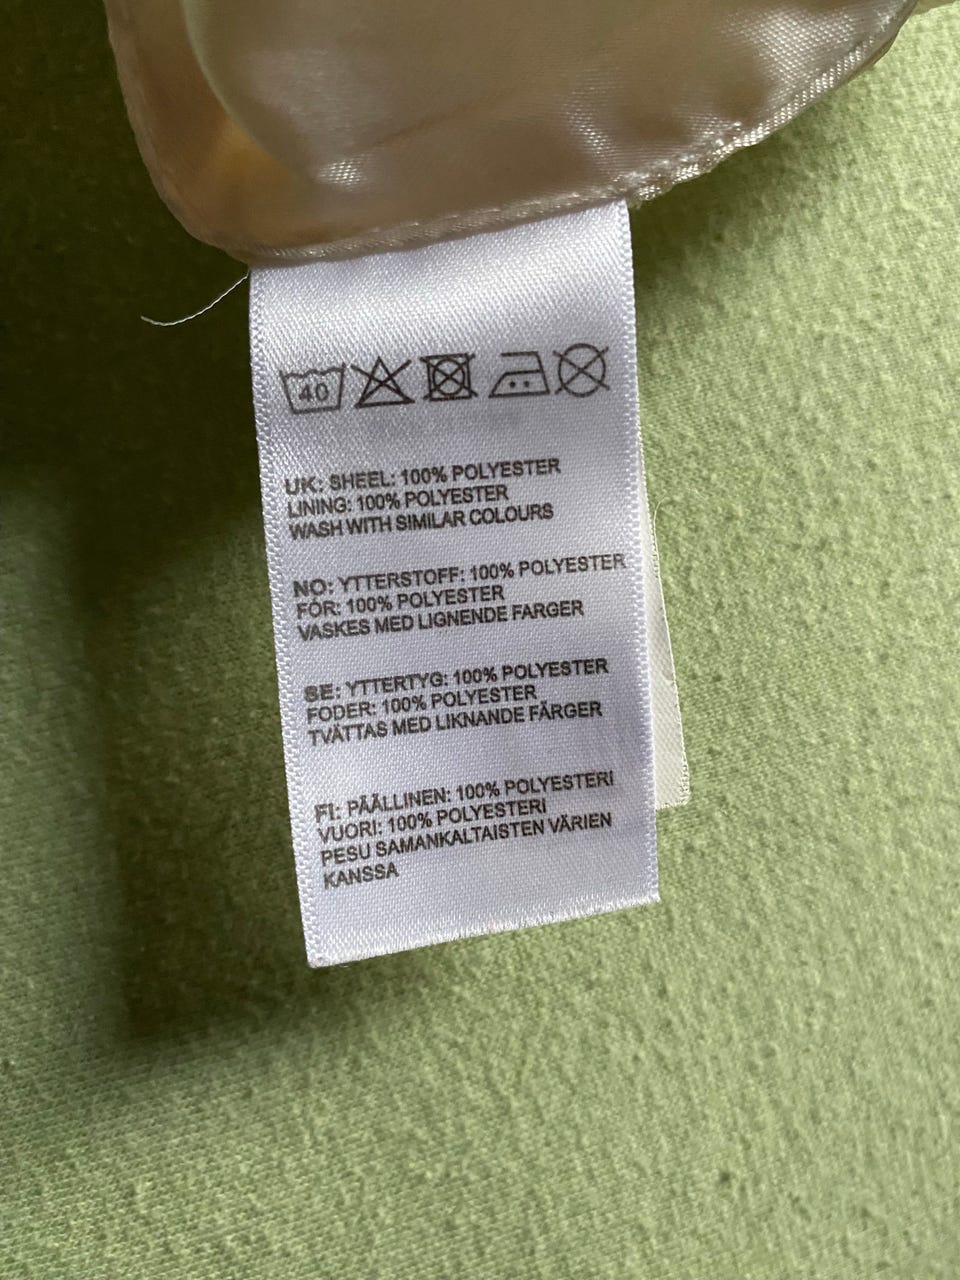 40
UK: SHEEL: 100% POLYESTER
LINING: 100% POLYESTER
WASH WITH SIMILAR COLOURS
NO: YTTERSTOFF: 100% POLYESTER
FÓR: 100% POLYESTER
VASKES MED LIGNENDE FARGER
SE: YTTERTYG: 100% POLYESTER
FODER: 100% POLYESTER
TVÄTTAS MED LIKNANDE FÄRGER
FI: PÄÄLLINEN: 100% POLYESTERI
VUORI: 100% POLYESTERI
PESU SAMANKALTAISTEN VÄRIEN
KANSSA